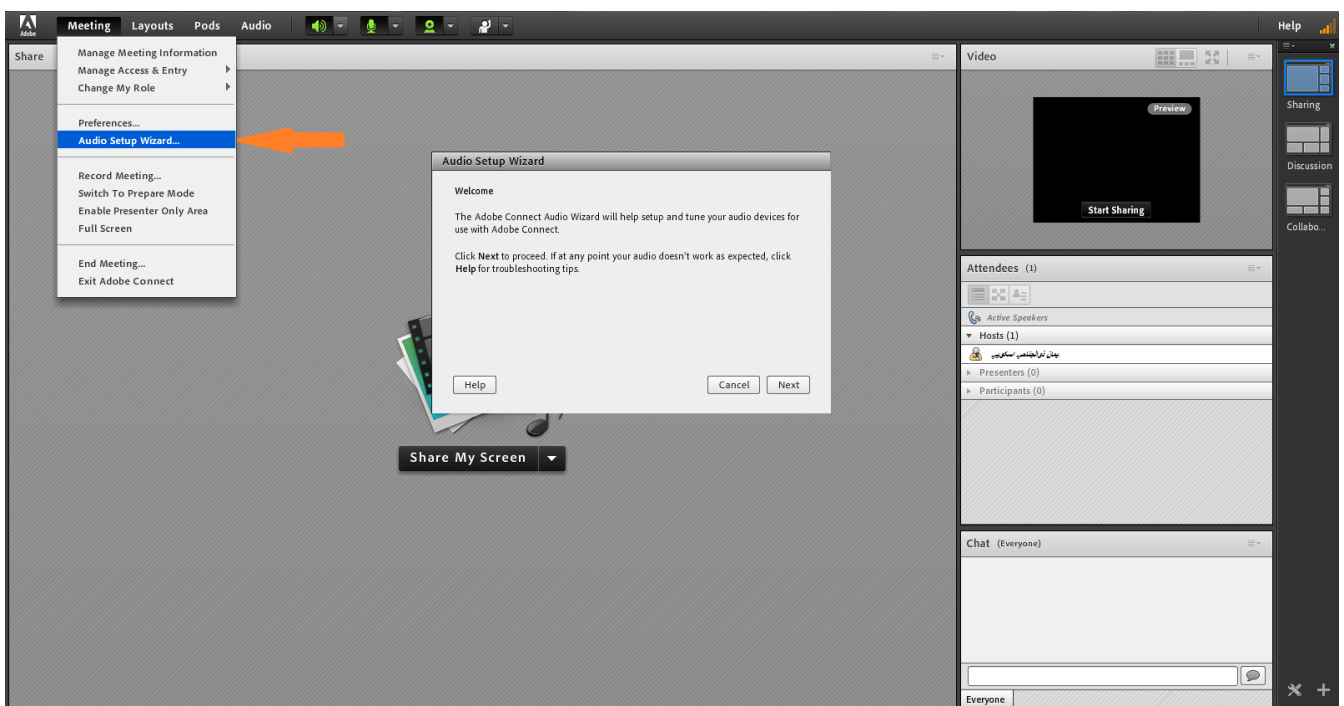 Adobe
Meeting Layouts Pods Audio Help
Manage Meeting Information
Manage Access & Entry
Change My Role
Preferences...
Audio Setup Wizard...
Record Meeting...
Switch To Prepare Mode
Enable Presenter Only Area
Full Screen
End Meeting...
Exit Adobe Connect
Share
Audio Setup Wizard
Welcome
The Adobe Connect Audio Wizard will help setup and tune your audio devices for
use with Adobe Connect.
Click Next to proceed. If at any point your audio doesn't work as expected, click
Help for troubleshooting tips.
Help Cancel Next
Share My Screen
Video
Preview
Start Sharing
Attendees (1)
Active Speakers
Hosts (1)
Presenters (0)
Participants (0)
Chat (Everyone)
Everyone
Sharing
Discussion
Collabo...